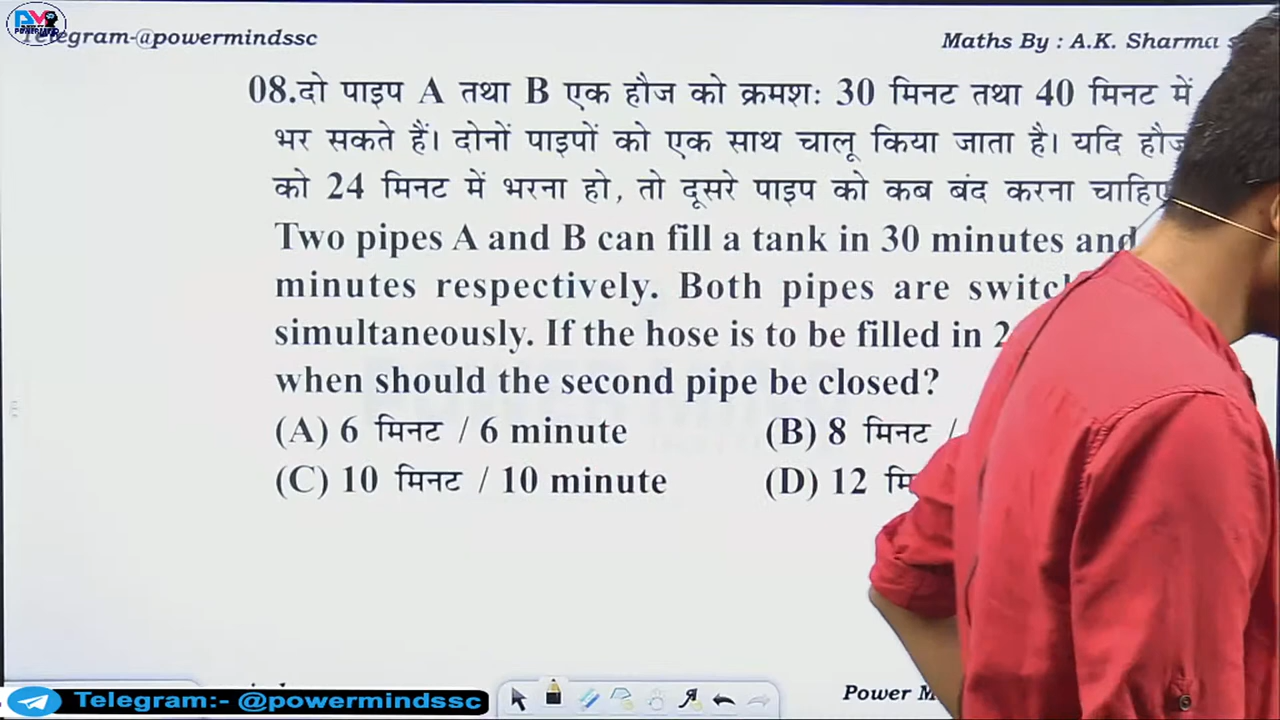 Telegram-@powermindssc
Maths By : A.K. Sharma
08.दो पाइप A तथा B एक हौज को क्रमशः 30 मिनट तथा 40 मिनट में
भर सकते हैं। दोनों पाइपों को एक साथ चालू किया जाता है। यदि हौज
को 24 मिनट में भरना हो, तो दूसरे पाइप को कब बंद करना चाहिए
Two pipes A and B can fill a tank in 30 minutes and
minutes respectively. Both pipes are
simultaneously. If the hose is to be filled in
when should the second pipe be closed?
(A) 6 मिनट / 6 minute
(B) 8 मिनट /
(C) 10 मिनट / 10 minute
(D) 12
Telegram:- @powermindssc
Power